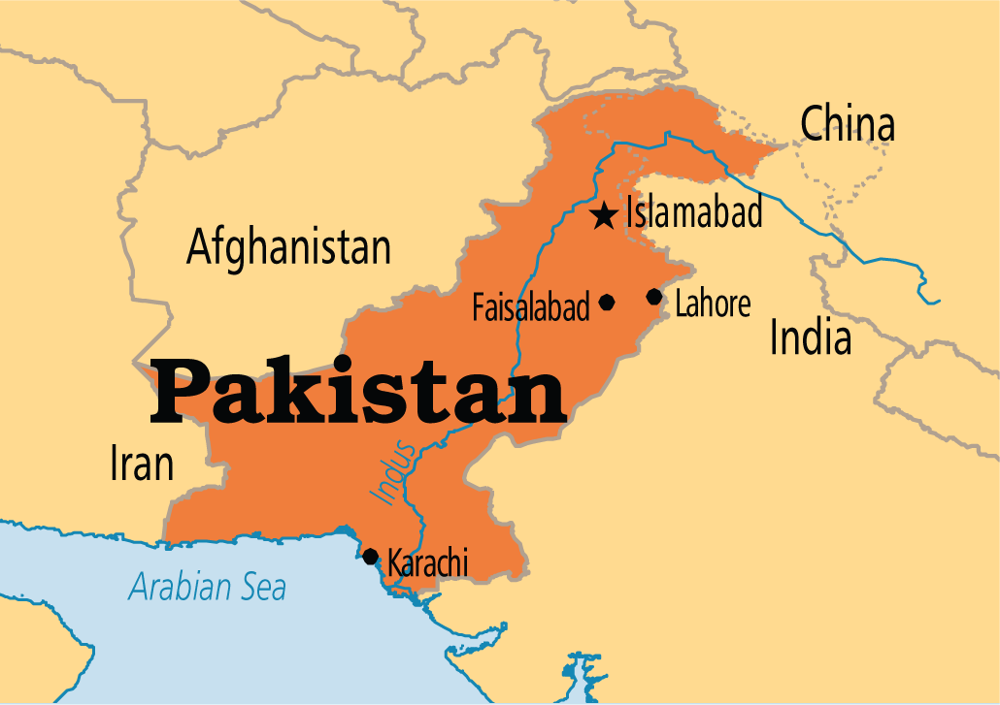 China
Islamabad
Afghanistan
Faisalabad
Lahore
India
Pakistan
Iran
Indus
Karachi
Arabian Sea